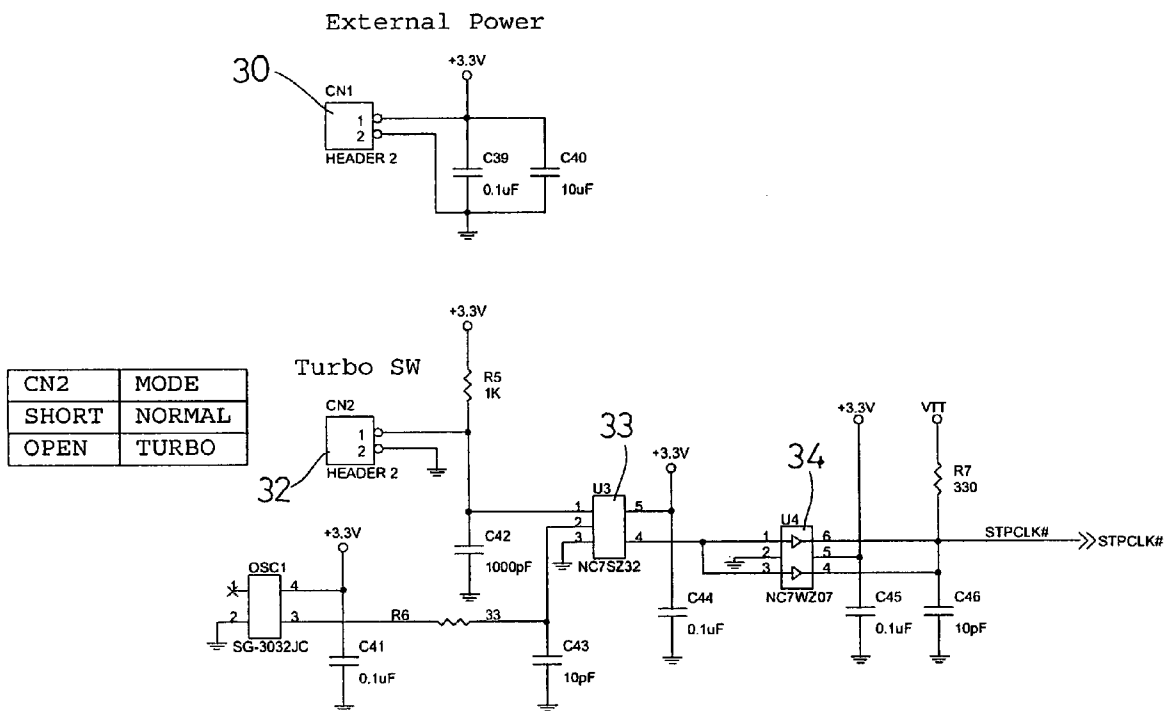 External Power
+3.3V
30
CN1
1
2
HEADER 2
C39
0.1uF
C40
10uF
+3.3V
CN2 MODE
SHORT NORMAL
OPEN TURBO
Turbo SW
R5
1K
CN2
1
2
HEADER 2
32
33
+3.3V
U3
1
2
3
5
4
NC7SZ32
34
+3.3V
VTT
R7
330
U4
1
2
3
6
5
4
NC7WZ07
STPCLK#
STPCLK#
C42
1000pF
+3.3V
OSC1
1
2
4
3
SG-3032JC
R6
33
C41
0.1uF
C43
10pF
C44
0.1uF
C45
0.1uF
C46
10pF